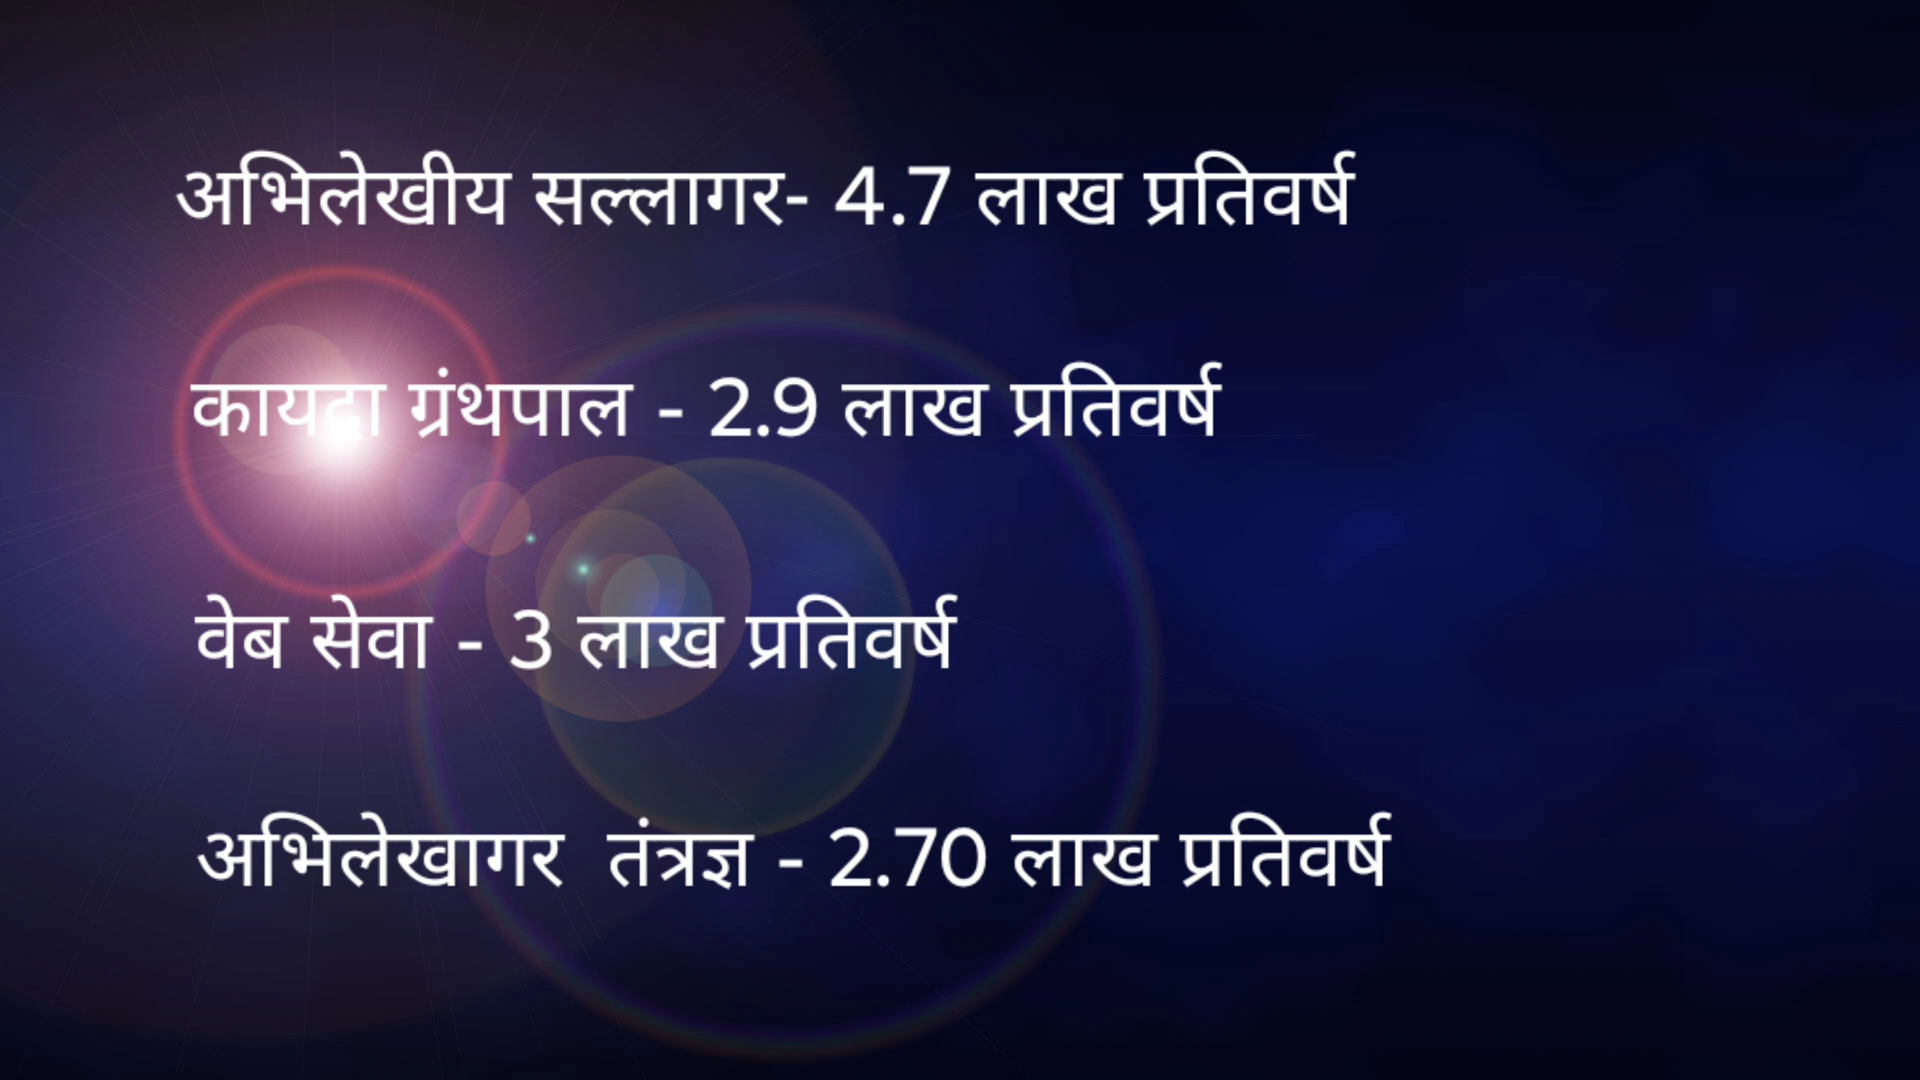 अभिलेखीय सल्लागर- 4.7 लाख प्रतिवर्ष
कायदा ग्रंथपाल - 2.9 लाख प्रतिवर्ष
वेब सेवा - 3 लाख प्रतिवर्ष
अभिलेखागर तंत्रज्ञ - 2.70 लाख प्रतिवर्ष